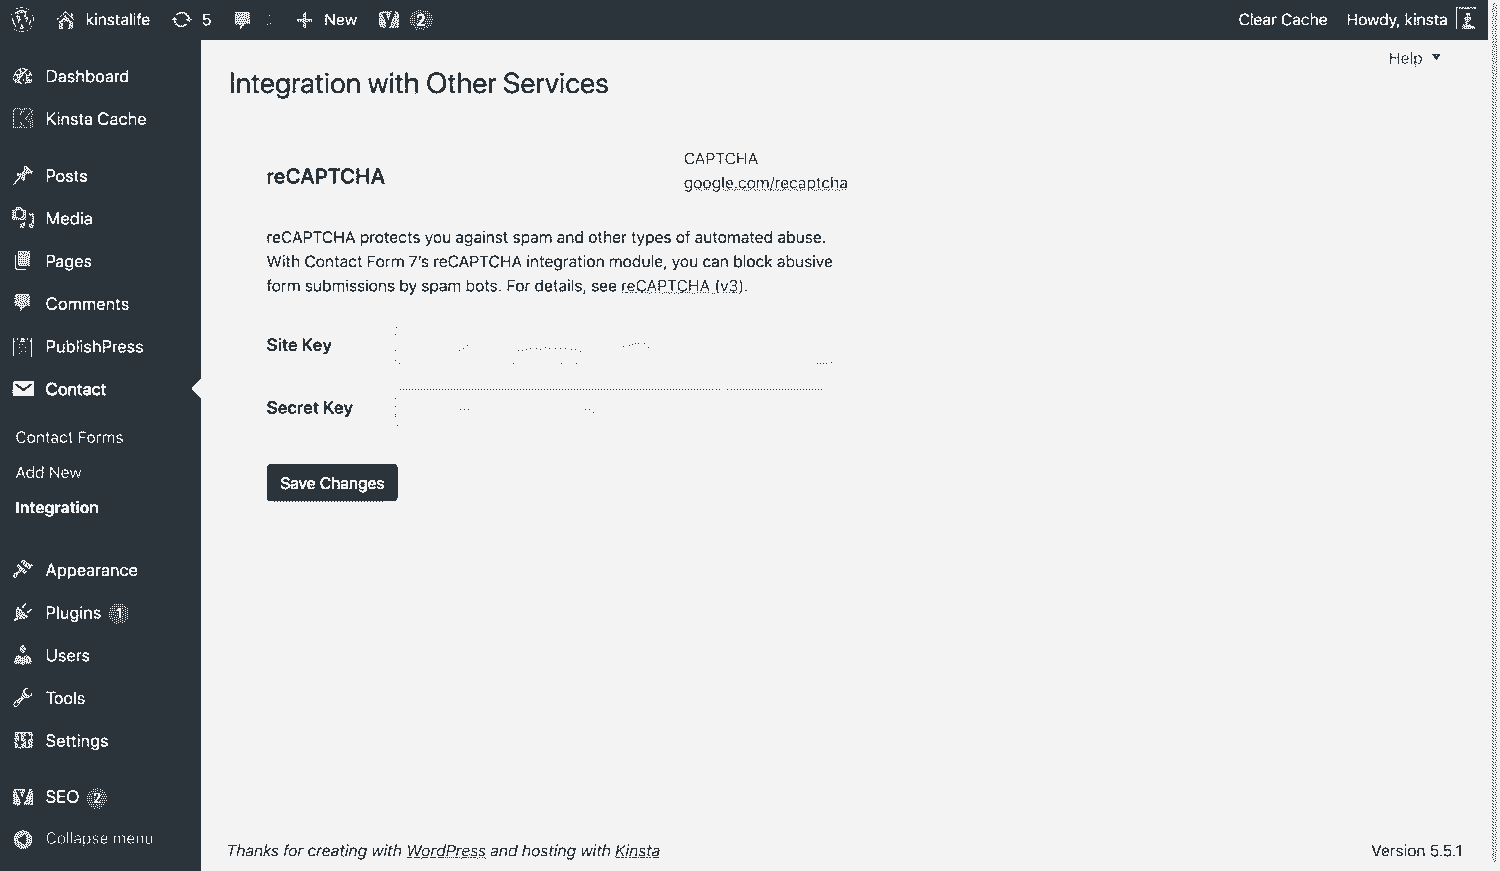 kinstalife 5 New 2 Clear Cache Howdy, kinsta
Help
Dashboard
Kinsta Cache
Posts
Media
Pages
Comments
PublishPress
Contact
Contact Forms
Add New
Integration
Appearance
Plugins 1
Users
Tools
Settings
SEO 2
Collapse menu
Integration with Other Services
reCAPTCHA
CAPTCHA
google.com/recaptcha
reCAPTCHA protects you against spam and other types of automated abuse.
With Contact Form 7's reCAPTCHA integration module, you can block abusive
form submissions by spam bots. For details, see reCAPTCHA (v3).
Site Key
Secret Key
Save Changes
Thanks for creating with WordPress and hosting with Kinsta
Version 5.5.1